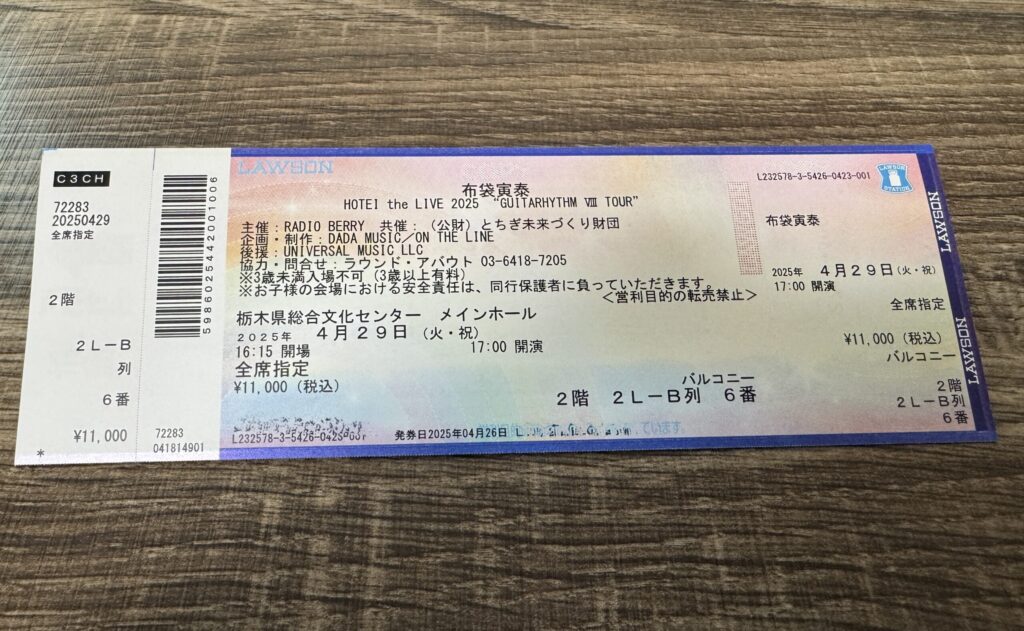 C3CH
72283
20250429
全席指定
2階
2L-B
列
6番
¥11,000
*
5986025442001006
72283
041814901
LAWSON
布袋寅泰
HOTEI the LIVE 2025 “GUITARHYTHM Ⅷ TOUR”
主催：RADIO BERRY 共催：（公財）とちぎ未来づくり財団
企画・制作：DADA MUSIC／ON THE LINE
後援：UNIVERSAL MUSIC LLC
協力・問合せ：ラウンド・アバウト 03-6418-7205
※3歳未満入場不可（3歳以上有料）
※お子様の会場における安全責任は、同行保護者に負っていただきます。
＜営利目的の転売禁止＞
栃木県総合文化センター　メインホール
2025年 4月29日（火・祝）
16:15 開場 17:00 開演
全席指定
¥11,000（税込）
バルコニー
2階 2L-B列 6番
L232578-3-5426-0423-001
発券日2025年04月26日
L232578-3-5426-0423-001
LAWSON
STATION
布袋寅泰
2025年 4月29日（火・祝）
17:00 開演
全席指定
¥11,000（税込）
バルコニー
2階
2L-B列
6番
LAWSON
LAWSON